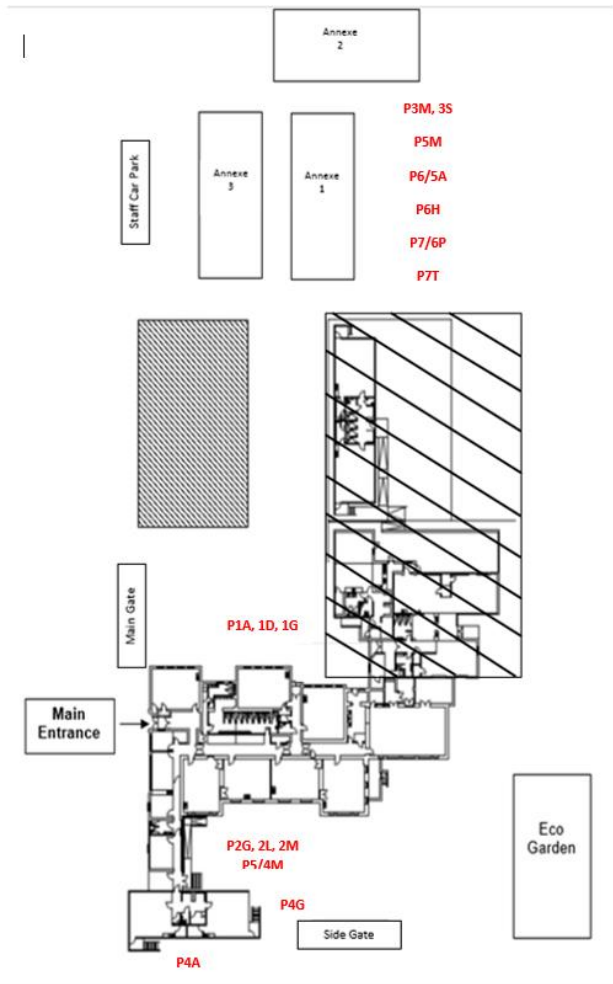 Annexe
2
P3M, 3S
P5M
Staff Car Park
Annexe
3
Annexe
1
P6/5A
P6H
P7/6P
P7T
Main Gate
P1A, 1D, 1G
Main
Entrance
P2G, 2L, 2M
P5/4M
Eco
Garden
P4G
Side Gate
P4A